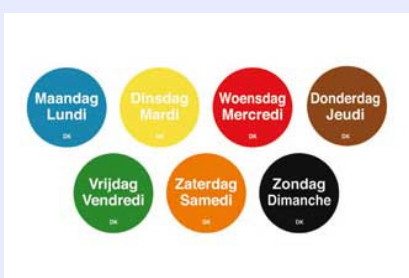 Maandag
Lundi
DK
Dinsdag
Mardi
DK
Woensdag
Mercredi
DK
Donderdag
Jeudi
DK
Vrijdag
Vendredi
DK
Zaterdag
Samedi
DK
Zondag
Dimanche
DK